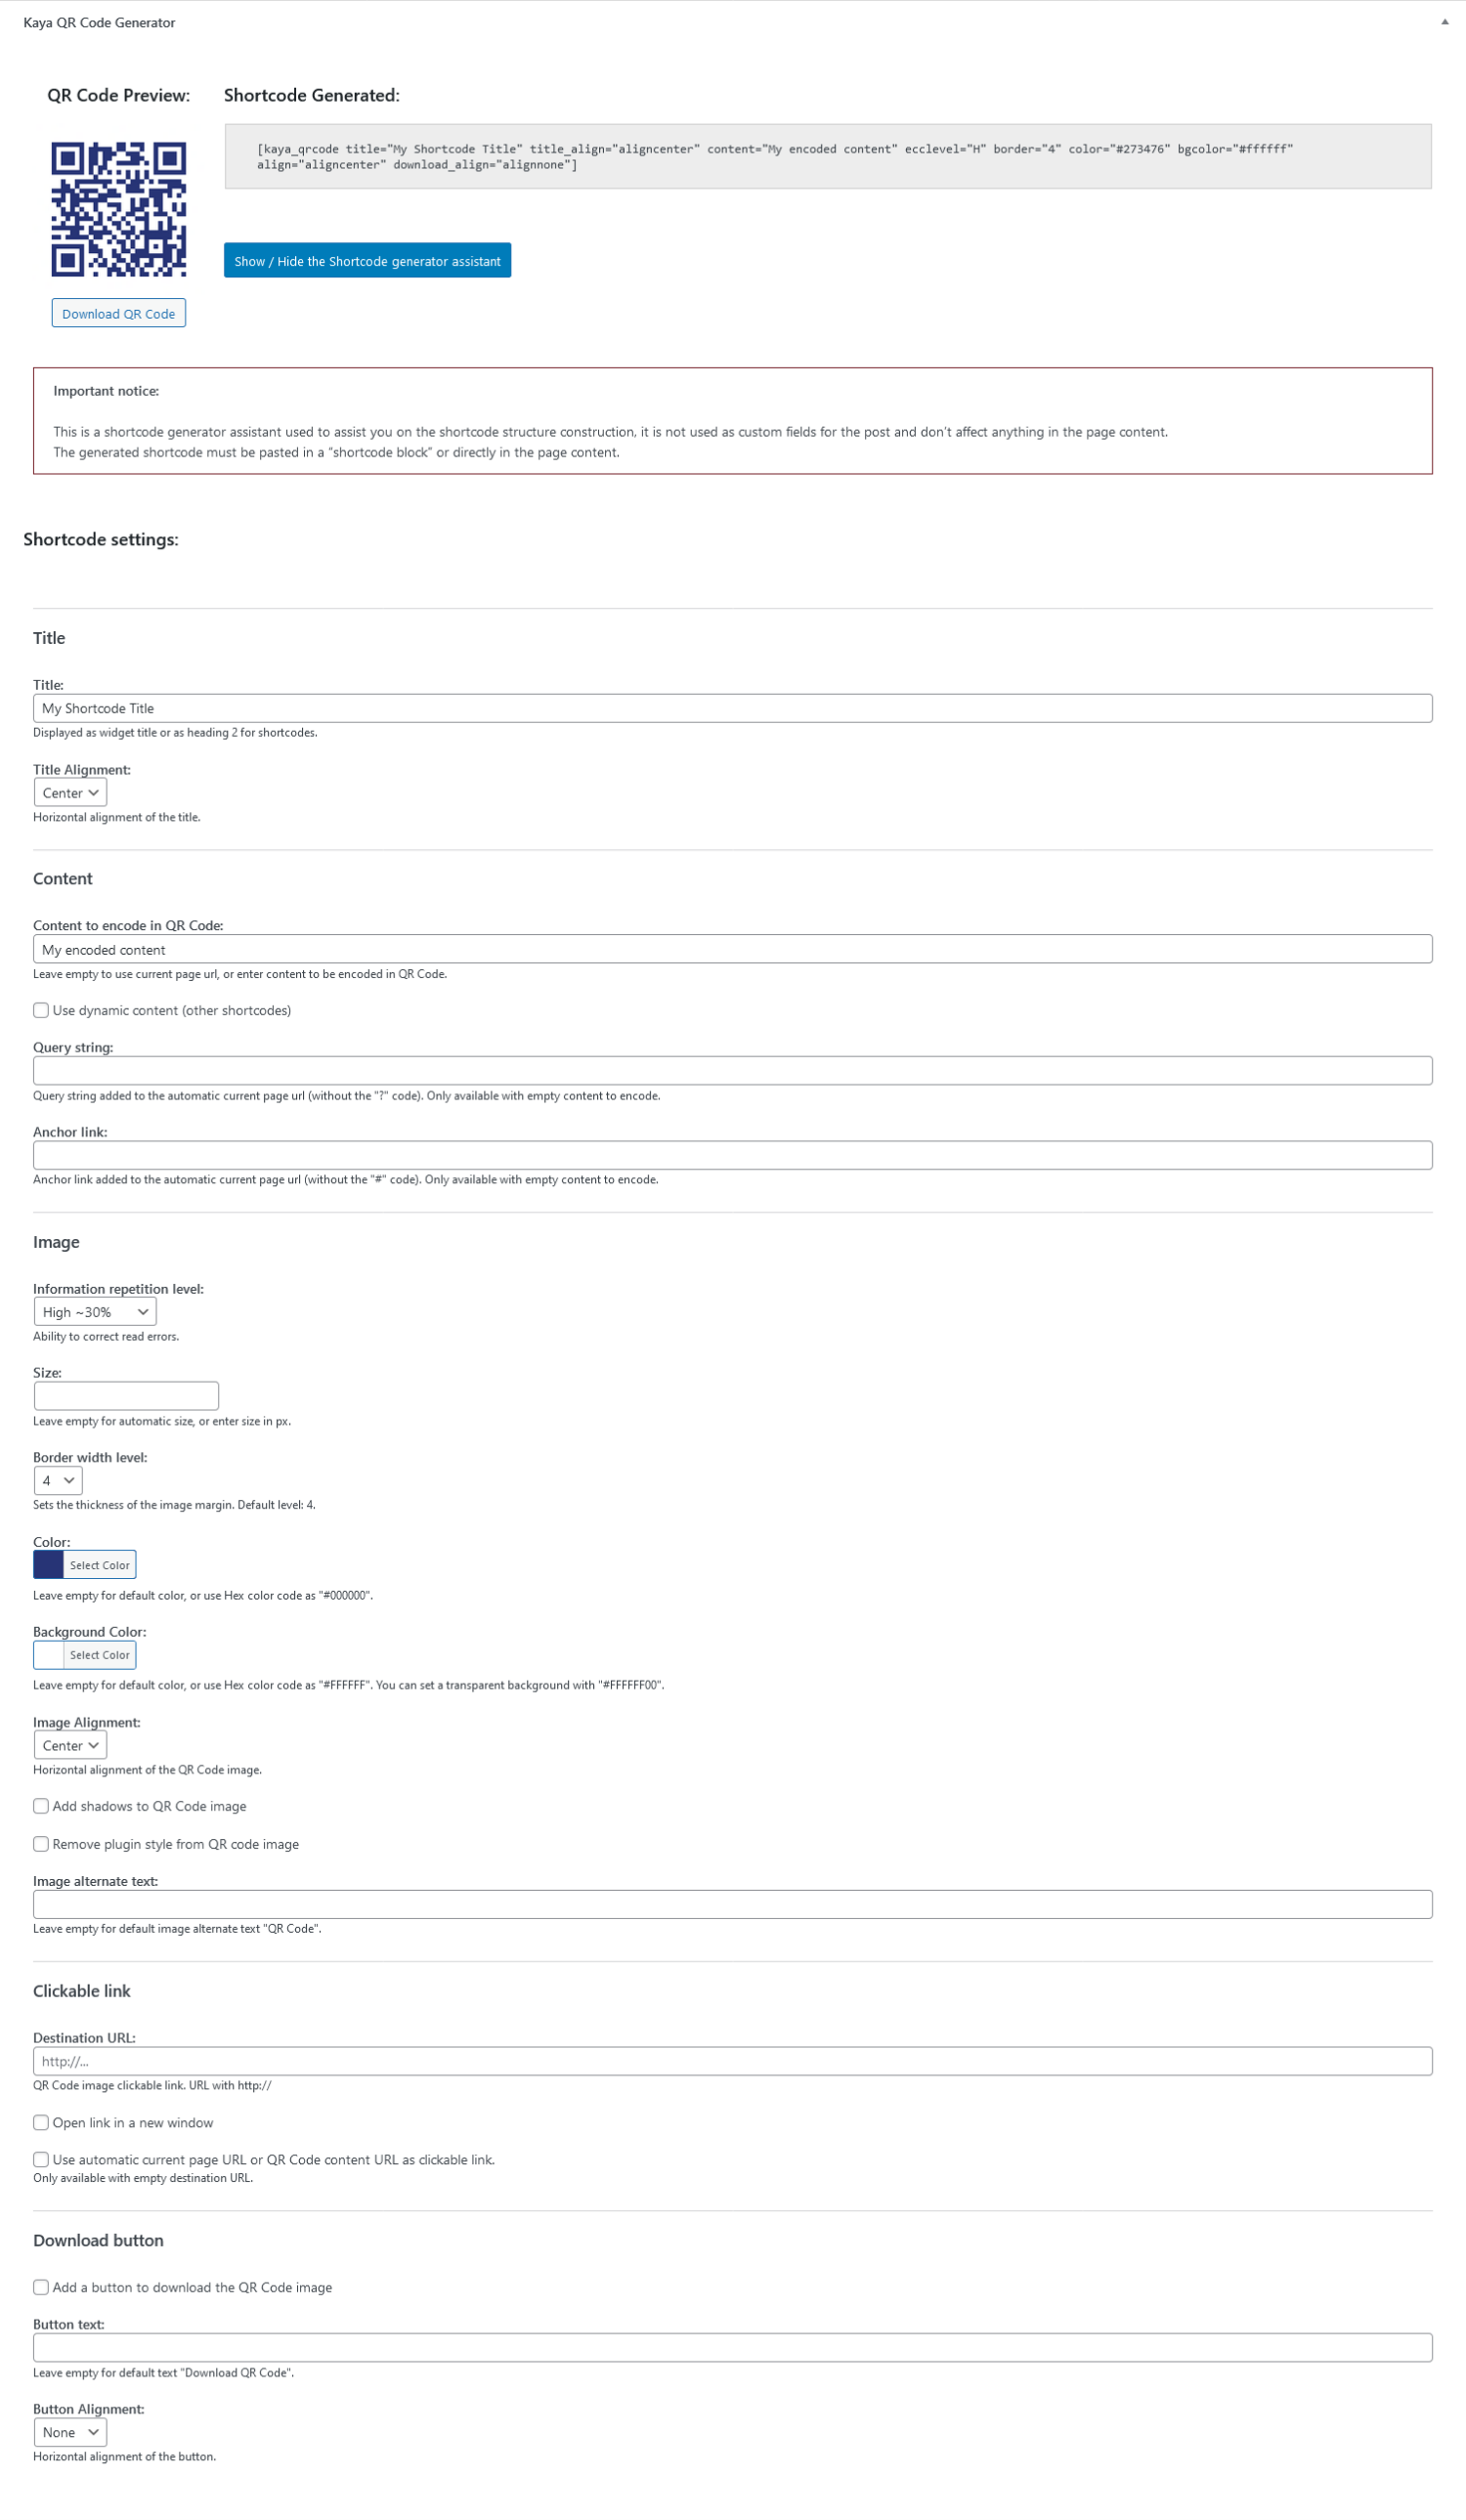 Kaya QR Code Generator
QR Code Preview:
Shortcode Generated:
[kaya_qrcode title="My Shortcode Title" title_align="aligncenter" content="My encoded content" ecclevel="H" border="4" color="#273476" bgcolor="#ffffff"
align="aligncenter" download_align="alignnone"]
Show / Hide the Shortcode generator assistant
Download QR Code
Important notice:
This is a shortcode generator assistant used to assist you on the shortcode structure construction, it is not used as custom fields for the post and don't affect anything in the page content.
The generated shortcode must be pasted in a “shortcode block” or directly in the page content.
Shortcode settings:
Title
Title:
My Shortcode Title
Displayed as widget title or as heading 2 for shortcodes.
Title Alignment:
Center
Horizontal alignment of the title.
Content
Content to encode in QR Code:
My encoded content
Leave empty to use current page url, or enter content to be encoded in QR Code.
Use dynamic content (other shortcodes)
Query string:
Query string added to the automatic current page url (without the "?" code). Only available with empty content to encode.
Anchor link:
Anchor link added to the automatic current page url (without the "#" code). Only available with empty content to encode.
Image
Information repetition level:
High ~30%
Ability to correct read errors.
Size:
Leave empty for automatic size, or enter size in px.
Border width level:
4
Sets the thickness of the image margin. Default level: 4.
Color:
Select Color
Leave empty for default color, or use Hex color code as "#000000".
Background Color:
Select Color
Leave empty for default color, or use Hex color code as "#FFFFFF". You can set a transparent background with "#FFFFFF00".
Image Alignment:
Center
Horizontal alignment of the QR Code image.
Add shadows to QR Code image
Remove plugin style from QR code image
Image alternate text:
Leave empty for default image alternate text "QR Code".
Clickable link
Destination URL:
http://...
QR Code image clickable link. URL with http://
Open link in a new window
Use automatic current page URL or QR Code content URL as clickable link.
Only available with empty destination URL.
Download button
Add a button to download the QR Code image
Button text:
Leave empty for default text "Download QR Code".
Button Alignment:
None
Horizontal alignment of the button.